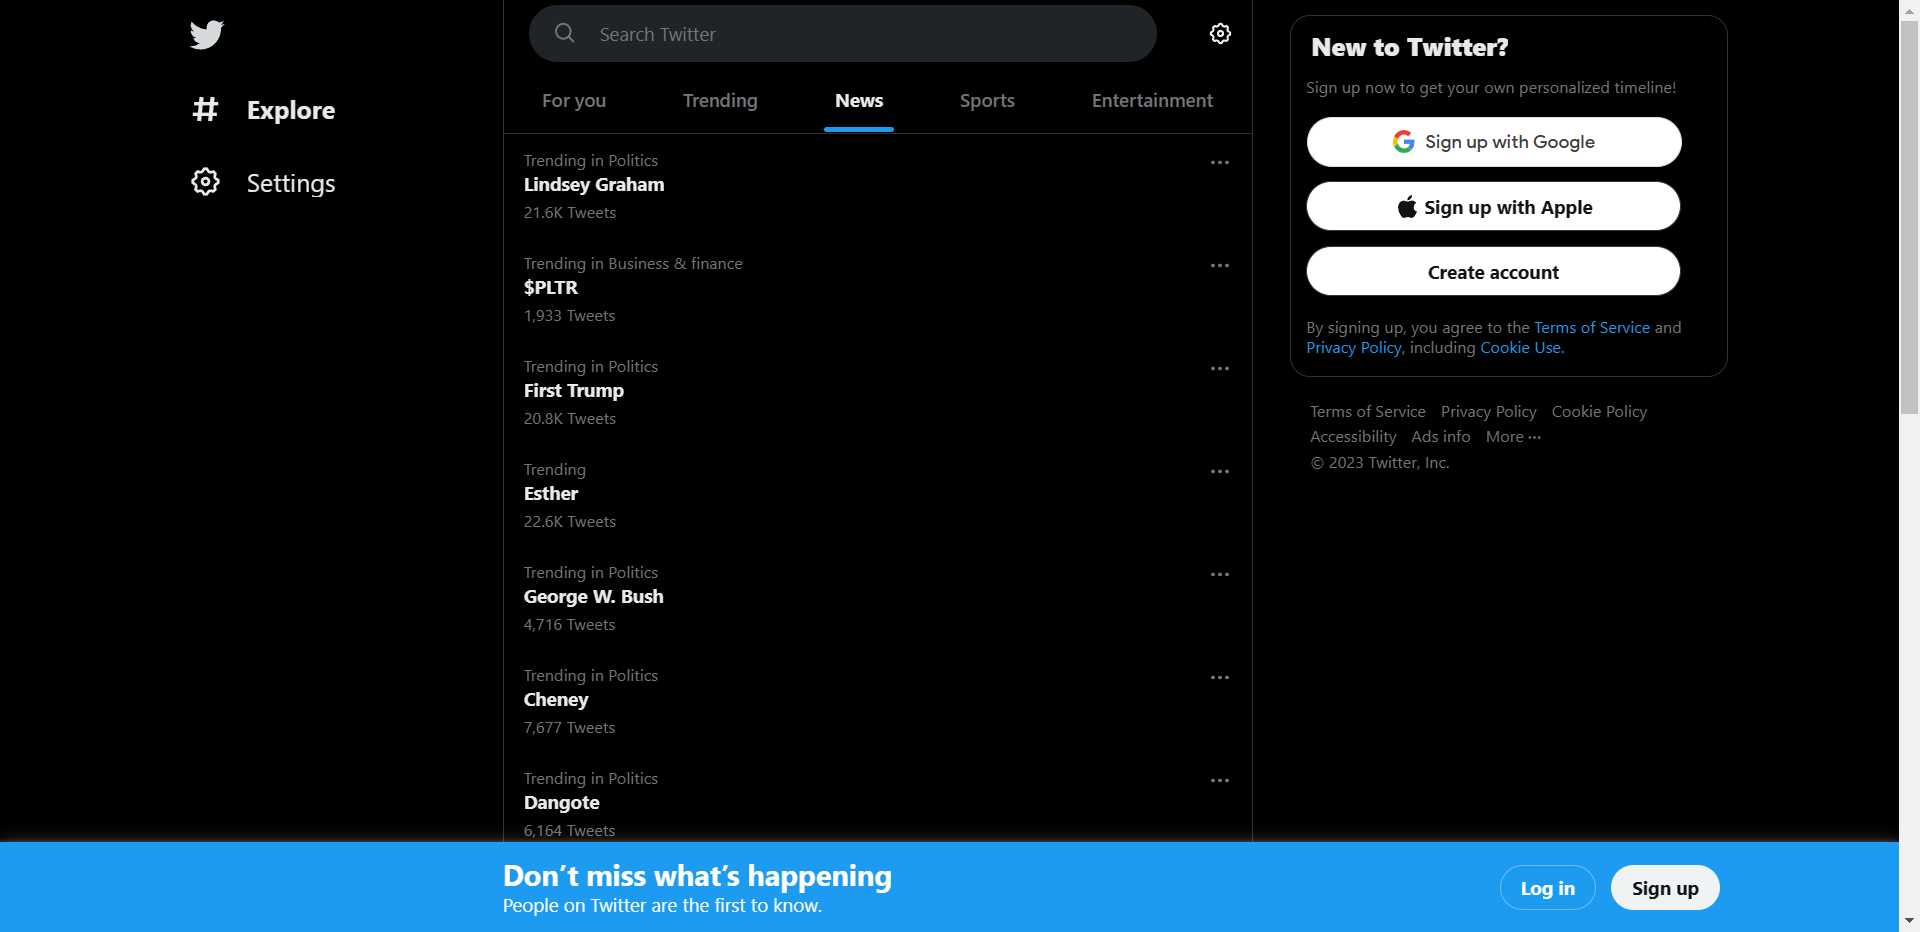 Explore
Settings
Search Twitter
For you
Trending
News
Sports
Entertainment
Trending in Politics
Lindsey Graham
21.6K Tweets
Trending in Business & finance
$PLTR
1,933 Tweets
Trending in Politics
First Trump
20.8K Tweets
Trending
Esther
22.6K Tweets
Trending in Politics
George W. Bush
4,716 Tweets
Trending in Politics
Cheney
7,677 Tweets
Trending in Politics
Dangote
6,164 Tweets
New to Twitter?
Sign up now to get your own personalized timeline!
Sign up with Google
Sign up with Apple
Create account
By signing up, you agree to the Terms of Service and
Privacy Policy, including Cookie Use.
Terms of Service Privacy Policy Cookie Policy
Accessibility Ads info More ···
© 2023 Twitter, Inc.
Don’t miss what’s happening
People on Twitter are the first to know.
Log in
Sign up